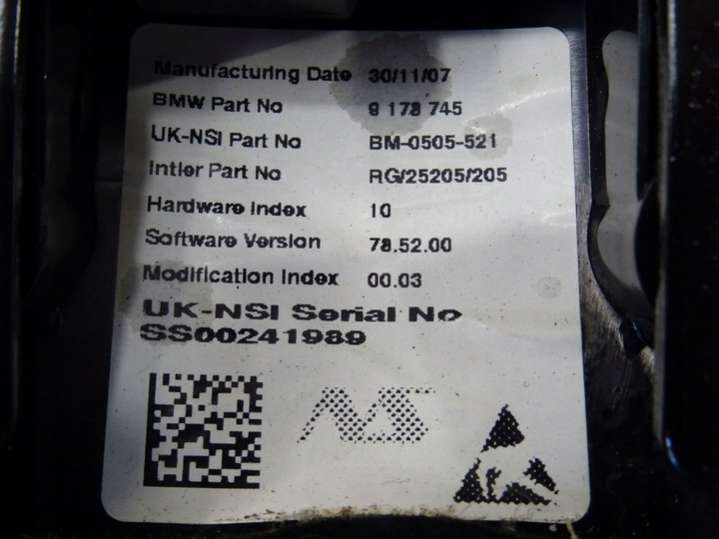 Manufacturing Date 30/11/07
BMW Part No 9 178 745
UK-NSI Part No BM-0505-521
Intier Part No RG/25205/205
Hardware Index 10
Software Version 78.52.00
Modification Index 00.03
UK-NSI Serial No
SS00241989